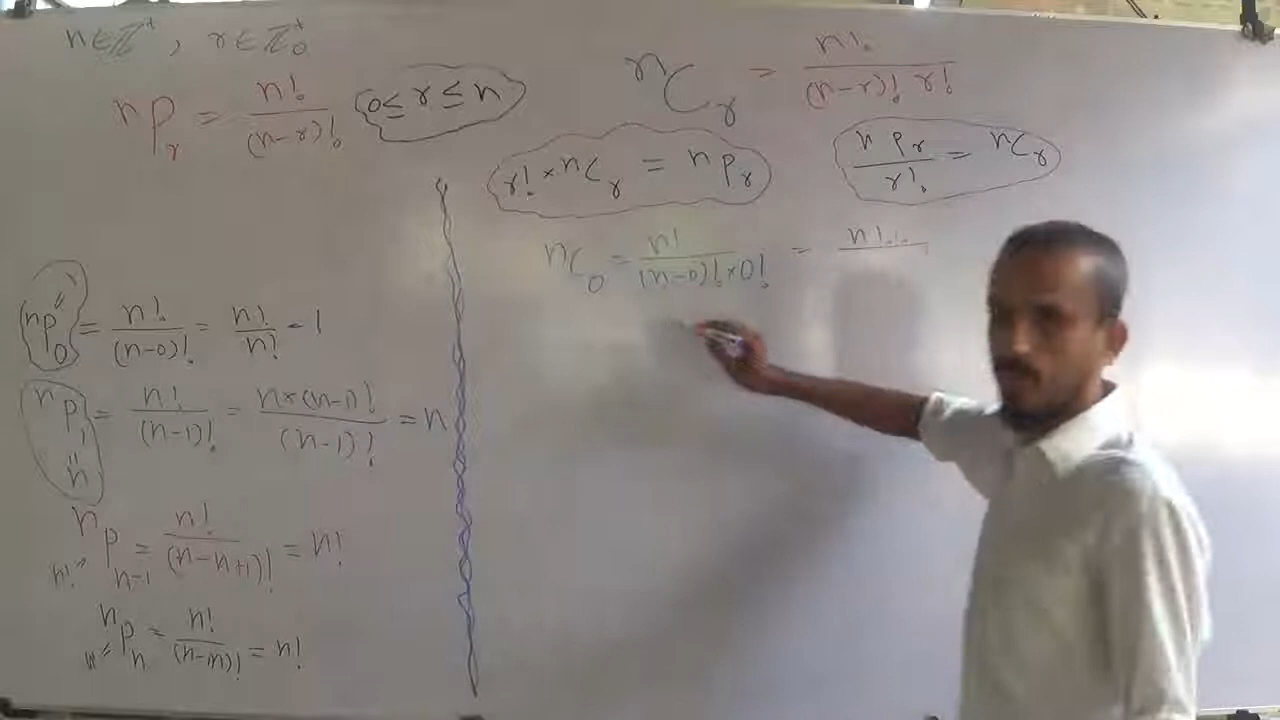 n∈ℤ⁺, r∈ℤ₀⁺
ⁿPᵣ = n!/(n-r)! (0≤r≤n)
ⁿCᵣ = n!/(n-r)! r!
r! × ⁿCᵣ = ⁿPᵣ
ⁿPᵣ/r! = ⁿCᵣ
ⁿP₀ = n!/(n-0)! = n!/n! = 1
ⁿP₁ = n!/(n-1)! = n×(n-1)!/(n-1)! = n
n
ⁿPₙ₋₁ = n!/(n-n+1)! = n!
n!
ⁿPₙ = n!/(n-n)! = n!
ⁿC₀ = n!/(n-0)!×0! = n!